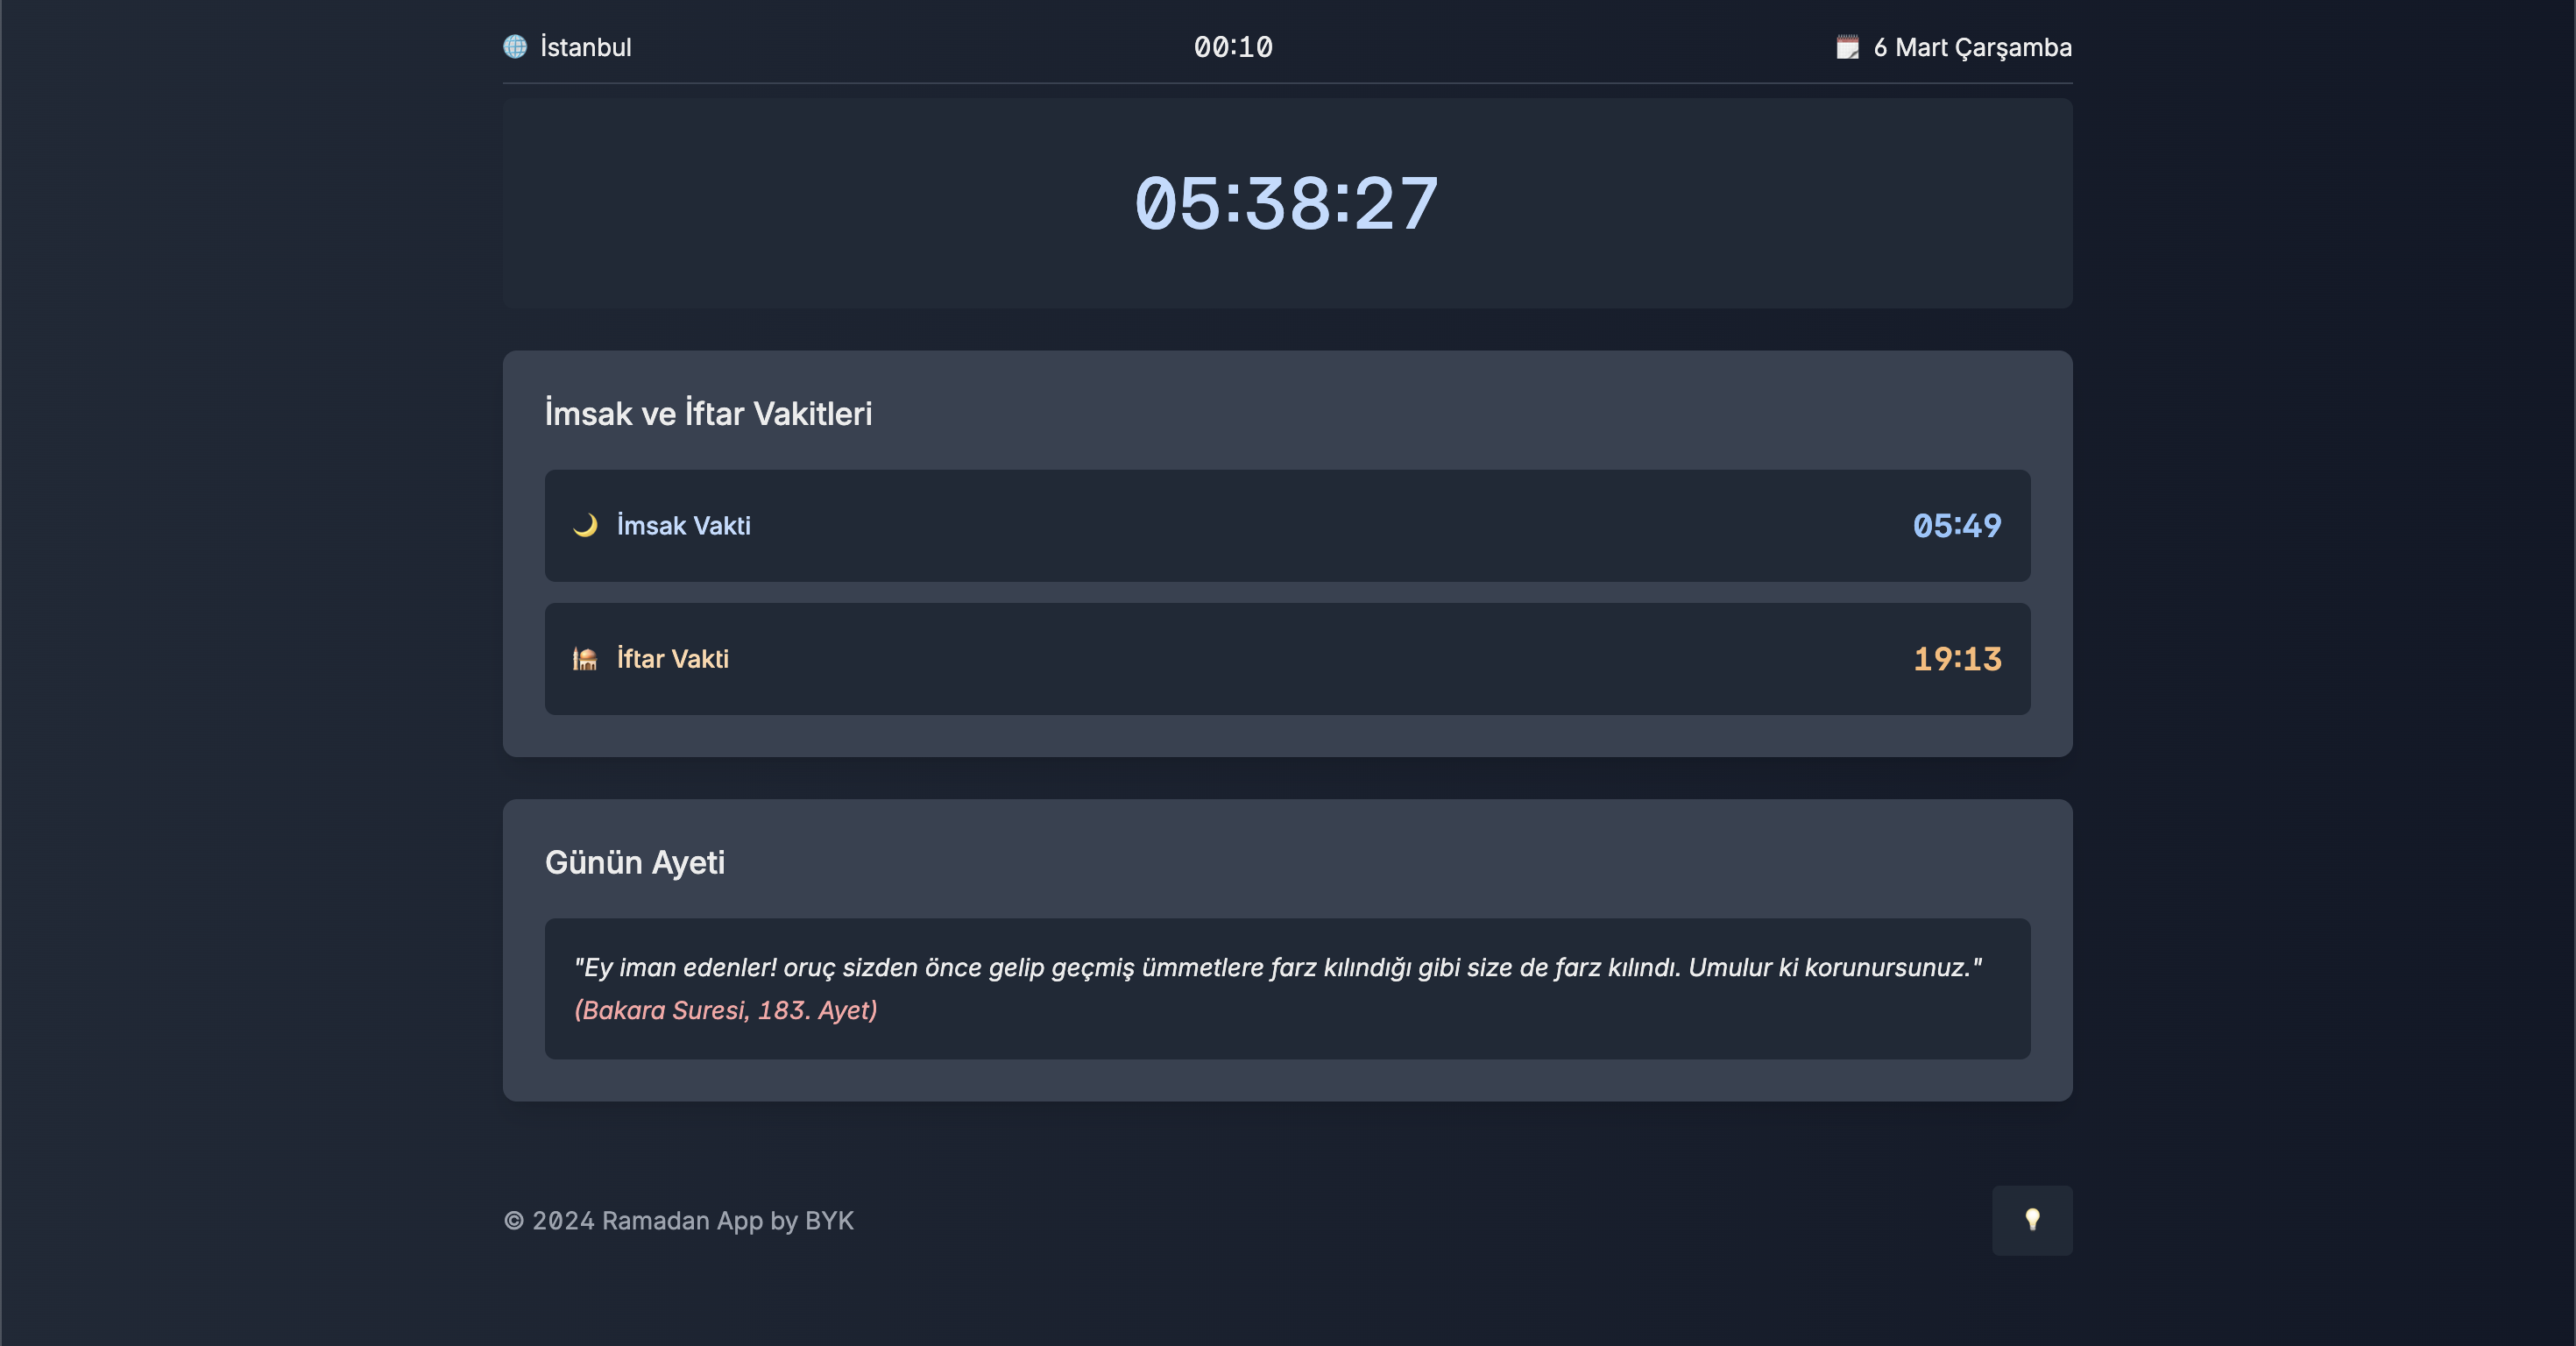 İstanbul
00:10
6 Mart Çarşamba
05:38:27
İmsak ve İftar Vakitleri
İmsak Vakti
05:49
İftar Vakti
19:13
Günün Ayeti
"Ey iman edenler! oruç sizden önce gelip geçmiş ümmetlere farz kılındığı gibi size de farz kılındı. Umulur ki korunursunuz."
(Bakara Suresi, 183. Ayet)
© 2024 Ramadan App by BYK